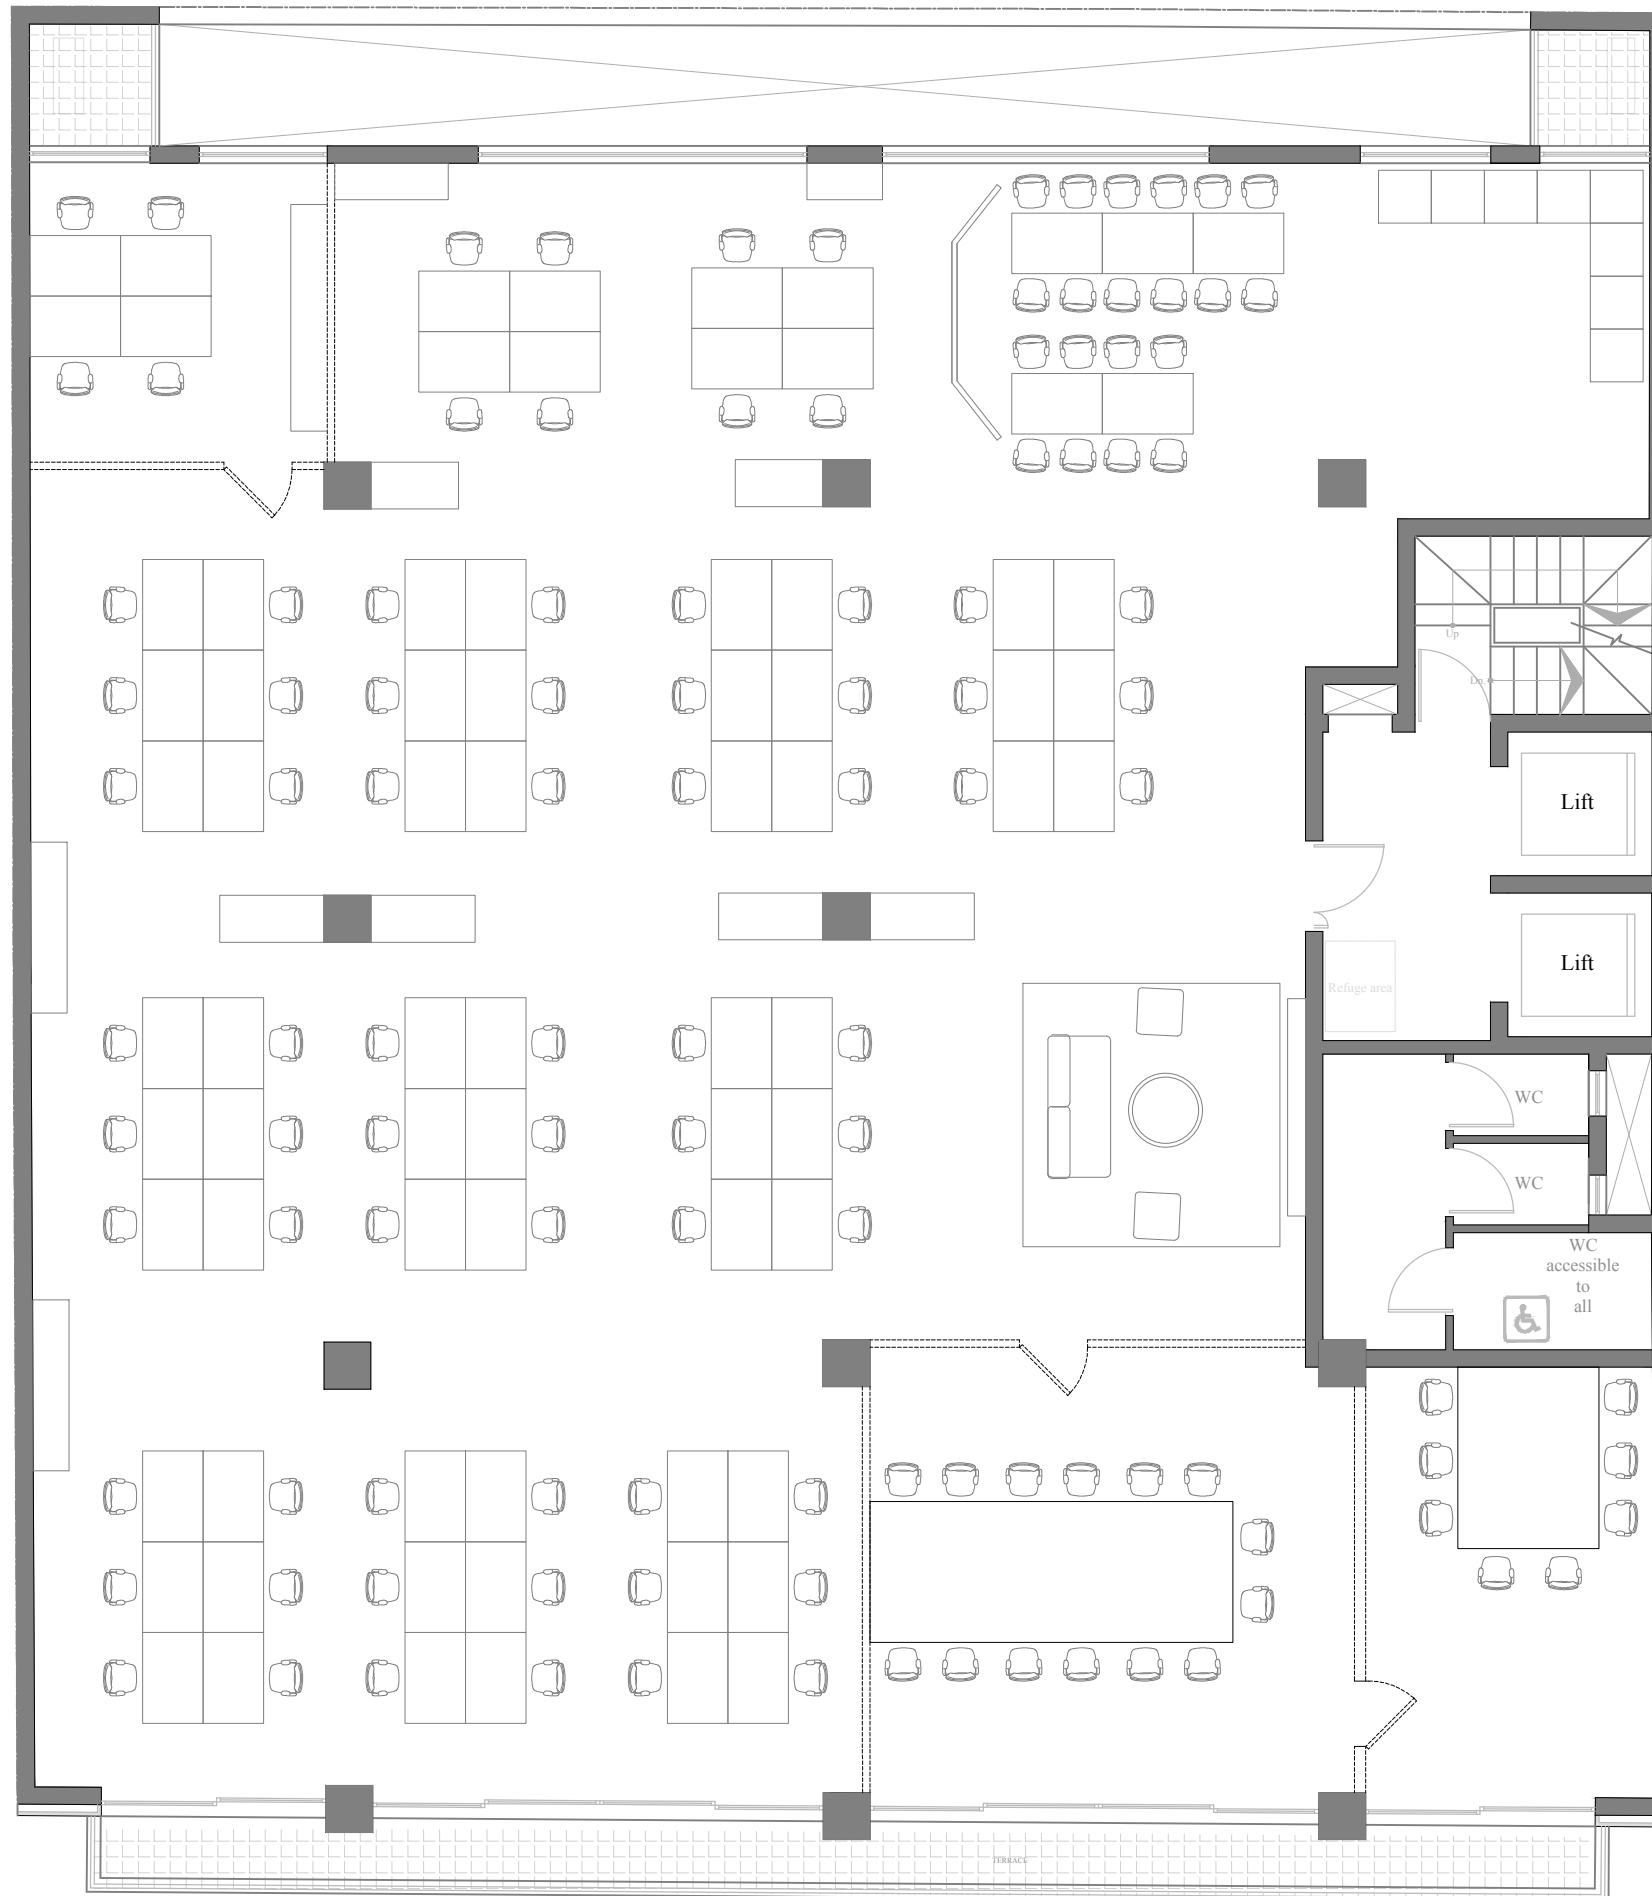 Up
Dn.
Lift
Lift
Refuge area
WC
WC
WC
accessible
to
all
TERRACE